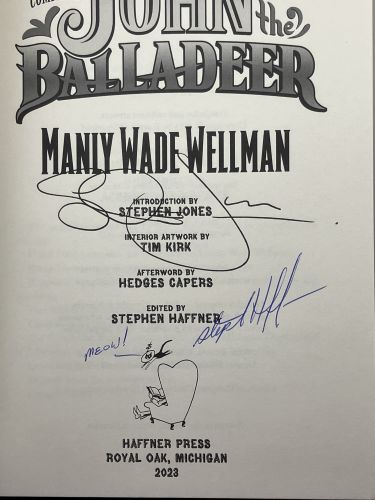 JOHN
the
BALLADEER
MANLY WADE WELLMAN
INTRODUCTION BY
STEPHEN JONES
INTERIOR ARTWORK BY
TIM KIRK
AFTERWORD BY
HEDGES CAPERS
EDITED BY
STEPHEN HAFFNER
MEOW!
HAFFNER PRESS
ROYAL OAK, MICHIGAN
2023